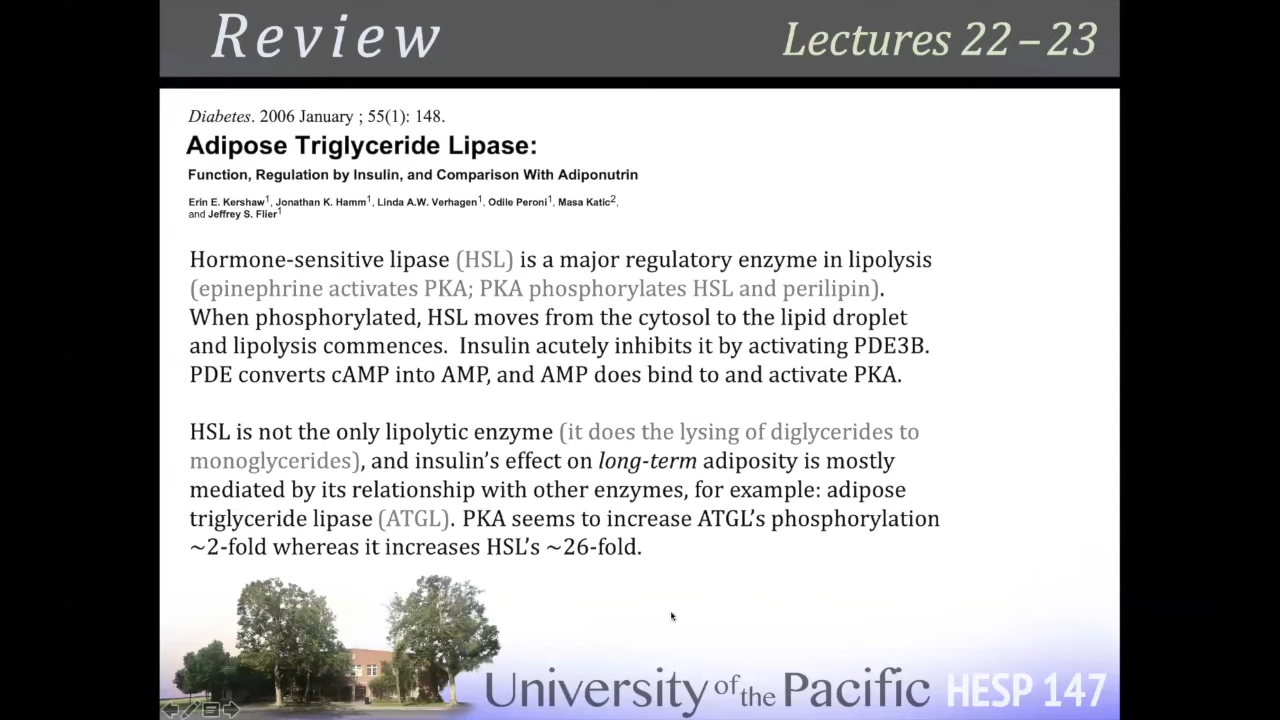 Review
Lectures 22 – 23
Diabetes. 2006 January ; 55(1): 148.
Adipose Triglyceride Lipase:
Function, Regulation by Insulin, and Comparison With Adiponutrin
Erin E. Kershaw1, Jonathan K. Hamm1, Linda A.W. Verhagen1, Odile Peroni1, Masa Katic2,
and Jeffrey S. Flier1
Hormone-sensitive lipase (HSL) is a major regulatory enzyme in lipolysis
(epinephrine activates PKA; PKA phosphorylates HSL and perilipin).
When phosphorylated, HSL moves from the cytosol to the lipid droplet
and lipolysis commences. Insulin acutely inhibits it by activating PDE3B.
PDE converts cAMP into AMP, and AMP does bind to and activate PKA.
HSL is not the only lipolytic enzyme (it does the lysing of diglycerides to
monoglycerides), and insulin's effect on long-term adiposity is mostly
mediated by its relationship with other enzymes, for example: adipose
triglyceride lipase (ATGL). PKA seems to increase ATGL's phosphorylation
~2-fold whereas it increases HSL's ~26-fold.
University of the Pacific HESP 147